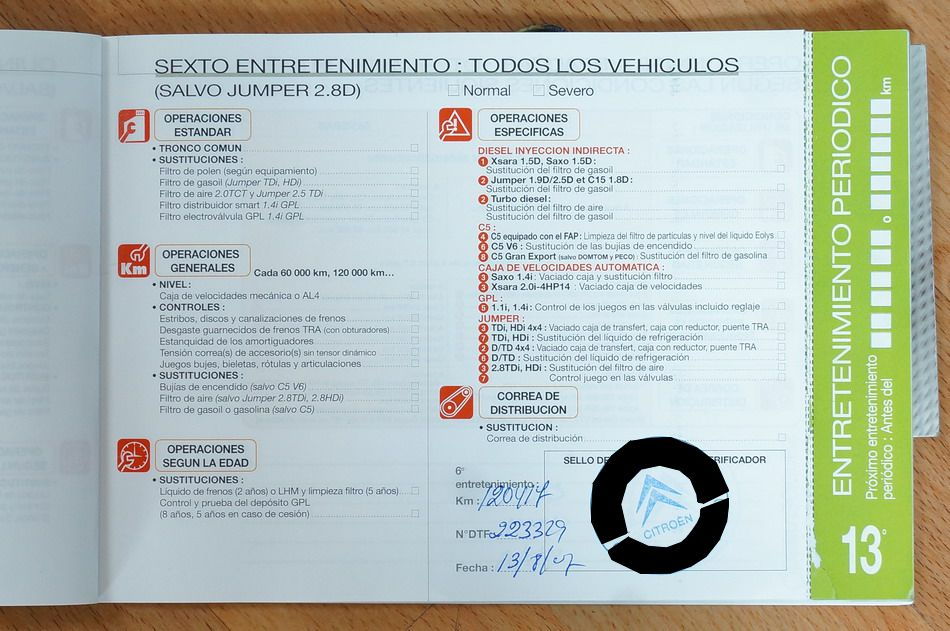 SEXTO ENTRETENIMIENTO : TODOS LOS VEHICULOS
(SALVO JUMPER 2.8D)
Normal Severo
OPERACIONES ESTANDAR
• TRONCO COMUN
• SUSTITUCIONES :
Filtro de polen (según equipamiento)
Filtro de gasoil (Jumper TDi, HDi)
Filtro de aire 2.0TCT y Jumper 2.5 TDi
Filtro distribuidor smart 1.4i GPL
Filtro electroválvula GPL 1.4i GPL
Km
OPERACIONES GENERALES
Cada 60 000 km, 120 000 km...
• NIVEL:
Caja de velocidades mecánica o AL4
• CONTROLES :
Estribos, discos y canalizaciones de frenos
Desgaste guarnecidos de frenos TRA (con obturadores)
Estanquidad de los amortiguadores
Tensión correa(s) de accesorio(s) sin tensor dinámico
Juegos bujes, bieletas, rótulas y articulaciones
• SUSTITUCIONES :
Bujías de encendido (salvo C5 V6)
Filtro de aire (salvo Jumper 2.8TDi, 2.8HDi)
Filtro de gasoil o gasolina (salvo C5)
OPERACIONES SEGUN LA EDAD
• SUSTITUCIONES :
Líquido de frenos (2 años) o LHM y limpieza filtro (5 años)
Control y prueba del depósito GPL
(8 años, 5 años en caso de cesión)
OPERACIONES ESPECIFICAS
DIESEL INYECCION INDIRECTA :
1 Xsara 1.5D, Saxo 1.5D :
Sustitución del filtro de gasoil
2 Jumper 1.9D/2.5D et C15 1.8D :
Sustitución del filtro de gasoil
2 Turbo diesel :
Sustitución del filtro de aire
Sustitución del filtro de gasoil
C5 :
4 C5 equipado con el FAP : Limpieza del filtro de partículas y nivel del líquido Eolys
6 C5 V6 : Sustitución de las bujías de encendido
8 C5 Gran Export (salvo DOMTOM y PECO) : Sustitución del filtro de gasolina
CAJA DE VELOCIDADES AUTOMATICA :
3 Saxo 1.4i : Vaciado caja y sustitución filtro
3 Xsara 2.0i-4HP14 : Vaciado caja de velocidades
GPL :
5 1.1i, 1.4i : Control de los juegos en las válvulas incluido reglaje
JUMPER :
3 TDi, HDi 4x4 : Vaciado caja de transfert, caja con reductor, puente TRA
7 TDi, HDi : Sustitución del líquido de refrigeración
2 D/TD 4x4 : Vaciado caja de transfert, caja con reductor, puente TRA
6 D/TD : Sustitución del líquido de refrigeración
3 2.8TDi, HDi : Sustitución del filtro de aire
7 Control juego en las válvulas
CORREA DE DISTRIBUCION
• SUSTITUCION :
Correa de distribución
6° entretenimiento
Km : 120414
N°DTF: 223329
Fecha : 13/8/07
SELLO DE VERIFICADOR
CITROËN
ENTRETENIMIENTO PERIODICO
Próximo entretenimiento
periódico : Antes del
km
13°